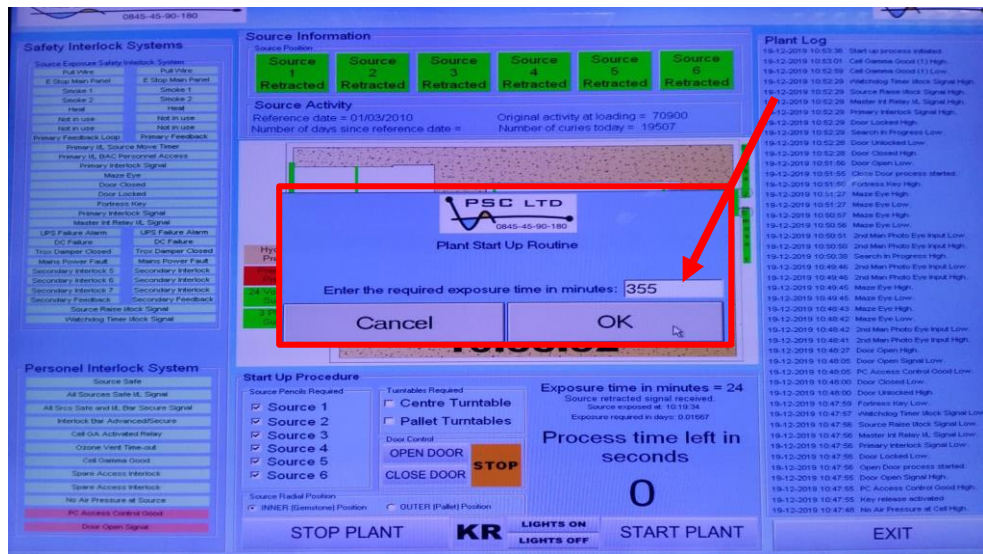 0845-45-90-180
Safety Interlock Systems
Source Exposure Safety Interlock System
Pull Wire
Pull Wire
E Stop Main Panel
E Stop Main Panel
Smoke 1
Smoke 1
Smoke 2
Smoke 2
Heat
Heat
Not in use
Not in use
Not in use
Not in use
Primary Feedback Loop
Primary Feedback
Primary I/L Source Move Timer
Primary I/L BAC Personnel Access
Primary Interlock Signal
Maze Eye
Door Closed
Door Locked
Fortress Key
Primary Interlock Signal
Master Int Relay I/L Signal
UPS Failure Alarm
UPS Failure Alarm
DC Failure
DC Failure
Trox Damper Closed
Trox Damper Closed
Mains Power Fault
Mains Power Fault
Secondary Interlock 5
Secondary Interlock
Secondary Interlock 6
Secondary Interlock
Secondary Interlock 7
Secondary Interlock
Secondary Feedback
Secondary Feedback
Source Raise Iflock Signal
Watchdog Timer Iflock Signal
Personel Interlock System
Source Safe
All Sources Safe I/L Signal
All Srcs Safe and I/L Bar Secure Signal
Interlock Bar Advanced/Secure
Cell GA Activated Relay
Ozone Vent Time-out
Cell Gamma Good
Spare Access Interlock
Spare Access Interlock
No Air Pressure at Source
PC Access Control Good
Door Open Signal
Source Information
Source Position
Source 1 Retracted
Source 2 Retracted
Source 3 Retracted
Source 4 Retracted
Source 5 Retracted
Source 6 Retracted
Source Activity
Reference date = 01/03/2010
Original activity at loading = 70900
Number of days since reference date =
Number of curies today = 19507
PSC LTD
0845-45-90-180
Plant Start Up Routine
Enter the required exposure time in minutes: 355
Cancel
OK
Start Up Procedure
Source Pencils Required
Source 1
Source 2
Source 3
Source 4
Source 5
Source 6
Source Radial Position
INNER (Gemstone) Position
OUTER (Pallet) Position
Turntables Required
Centre Turntable
Pallet Turntables
Door Control
OPEN DOOR
CLOSE DOOR
STOP
Exposure time in minutes = 24
Source retracted signal received.
Source exposed at: 10:19:34
Exposure required in days: 0.01667
Process time left in
seconds
0
STOP PLANT
KR
LIGHTS ON
LIGHTS OFF
START PLANT
Plant Log
19-12-2019 10:53:36 Start up process initiated.
19-12-2019 10:53:01 Cell Gamma Good (1) High.
19-12-2019 10:52:59 Cell Gamma Good (1) Low.
19-12-2019 10:52:29 Watchdog Timer Iflock Signal High.
19-12-2019 10:52:29 Source Raise Iflock Signal High.
19-12-2019 10:52:29 Master Int Relay I/L Signal High.
19-12-2019 10:52:29 Primary Interlock Signal High.
19-12-2019 10:52:29 Door Locked High.
19-12-2019 10:52:29 Search in Progress Low.
19-12-2019 10:52:28 Door Unlocked Low.
19-12-2019 10:52:28 Door Closed High.
19-12-2019 10:51:56 Door Open Low.
19-12-2019 10:51:55 Close Door process started.
19-12-2019 10:51:50 Fortress Key High.
19-12-2019 10:51:27 Maze Eye High.
19-12-2019 10:51:27 Maze Eye Low.
19-12-2019 10:50:57 Maze Eye High.
19-12-2019 10:50:56 Maze Eye Low.
19-12-2019 10:50:51 2nd Man Photo Eye Input Low.
19-12-2019 10:50:50 2nd Man Photo Eye Input High.
19-12-2019 10:50:39 Search in Progress High.
19-12-2019 10:49:46 2nd Man Photo Eye Input Low.
19-12-2019 10:49:46 2nd Man Photo Eye Input High.
19-12-2019 10:49:45 Maze Eye High.
19-12-2019 10:49:45 Maze Eye Low.
19-12-2019 10:48:43 Maze Eye High.
19-12-2019 10:48:42 Maze Eye Low.
19-12-2019 10:48:42 2nd Man Photo Eye Input High.
19-12-2019 10:48:41 2nd Man Photo Eye Input Low.
19-12-2019 10:48:27 Door Open High.
19-12-2019 10:48:05 Door Open Signal Low.
19-12-2019 10:48:05 PC Access Control Good Low.
19-12-2019 10:48:00 Door Closed Low.
19-12-2019 10:48:00 Door Unlocked High.
19-12-2019 10:47:59 Fortress Key Low.
19-12-2019 10:47:57 Watchdog Timer Iflock Signal Low
19-12-2019 10:47:56 Source Raise Iflock Signal Low.
19-12-2019 10:47:56 Master Int Relay I/L Signal Low.
19-12-2019 10:47:56 Primary Interlock Signal Low.
19-12-2019 10:47:56 Door Locked Low.
19-12-2019 10:47:56 Open Door process started.
19-12-2019 10:47:55 Door Open Signal High.
19-12-2019 10:47:55 PC Access Control Good High.
19-12-2019 10:47:55 Key release activated.
19-12-2019 10:47:48 No Air Pressure at Cell High.
EXIT